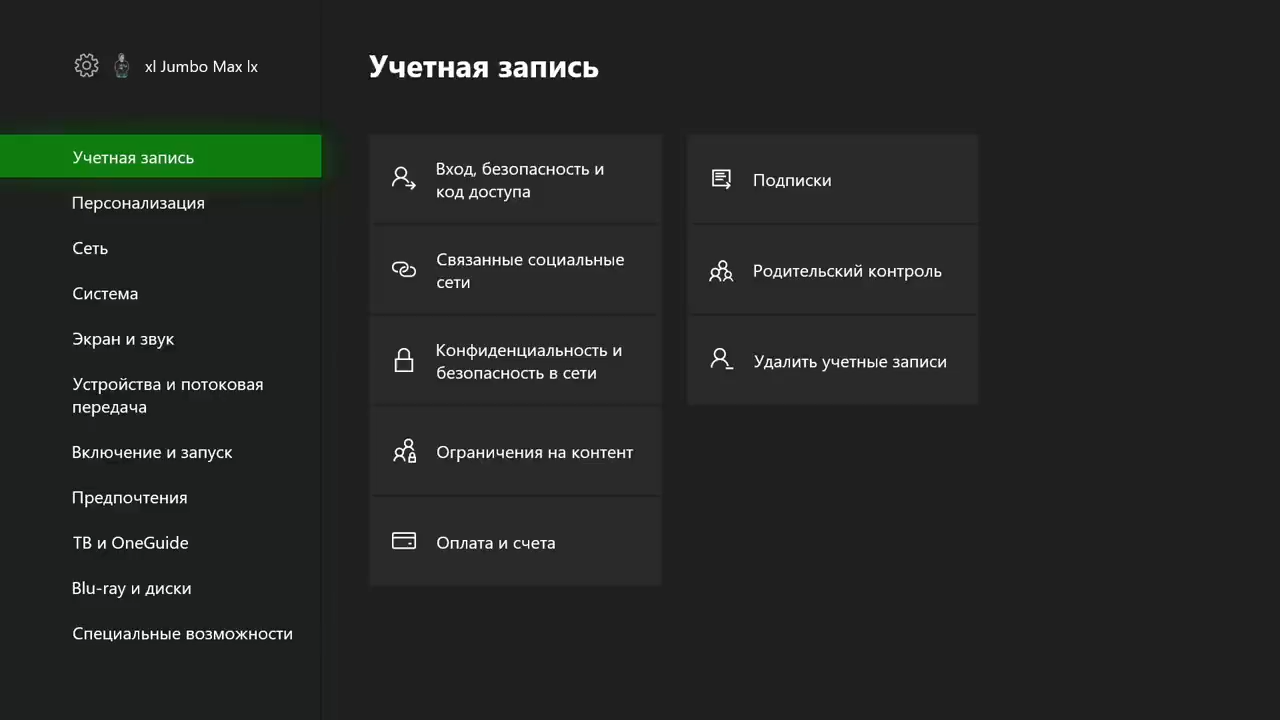 xl Jumbo Max lx
Учетная запись
Персонализация
Сеть
Система
Экран и звук
Устройства и потоковая
передача
Включение и запуск
Предпочтения
ТВ и OneGuide
Blu-ray и диски
Специальные возможности
Учетная запись
Вход, безопасность и
код доступа
Связанные социальные
сети
Конфиденциальность и
безопасность в сети
Ограничения на контент
Оплата и счета
Подписки
Родительский контроль
Удалить учетные записи